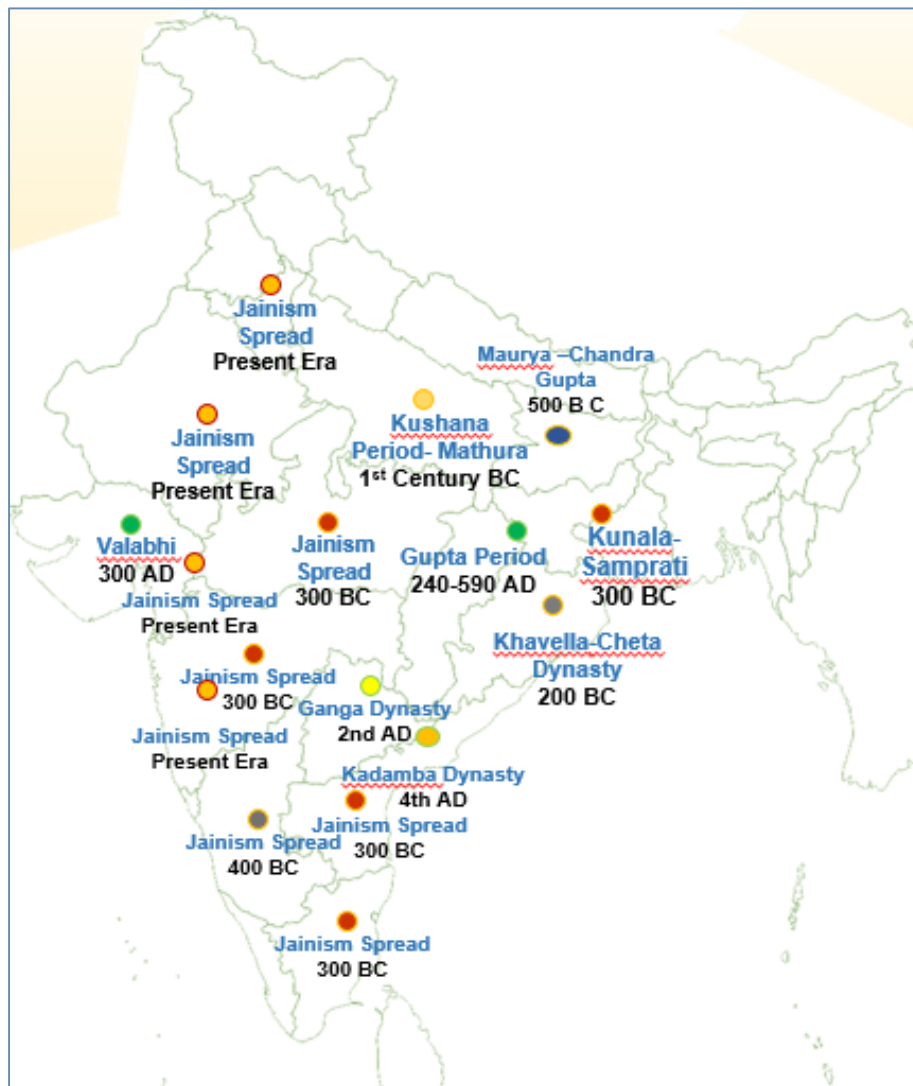 Jainism
Spread
Present Era
Maurya –Chandra
Gupta
500 B C
Kushana
Period- Mathura
1st Century BC
Jainism
Spread
Present Era
Valabhi
300 AD
Jainism Spread
Present Era
Jainism
Spread
300 BC
Gupta Period
240-590 AD
Kunala-
Samprati
300 BC
Khavella-Cheta
Dynasty
200 BC
Jainism Spread
300 BC
Ganga Dynasty
2nd AD
Jainism Spread
Present Era
Kadamba Dynasty
4th AD
Jainism Spread
300 BC
Jainism Spread
400 BC
Jainism Spread
300 BC